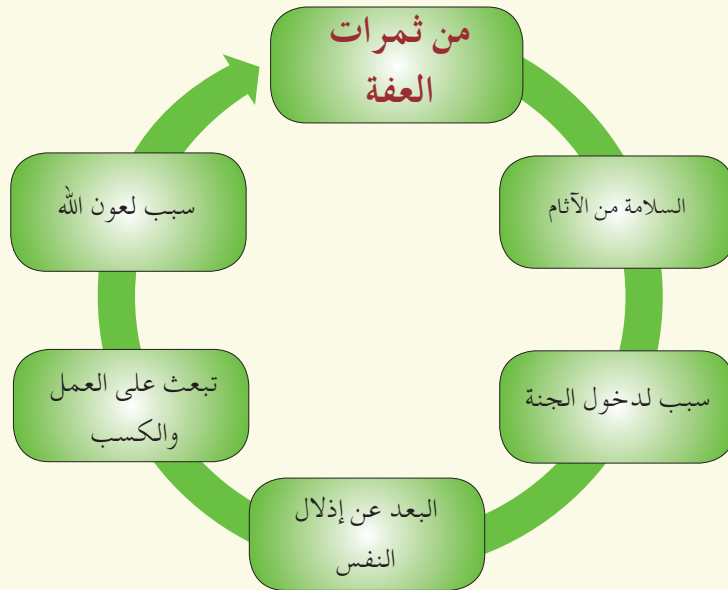 من ثمرات
العفة
السلامة من الآثام
سبب لدخول الجنة
البعد عن إذلال
النفس
تبعث على العمل
والكسب
سبب لعون الله